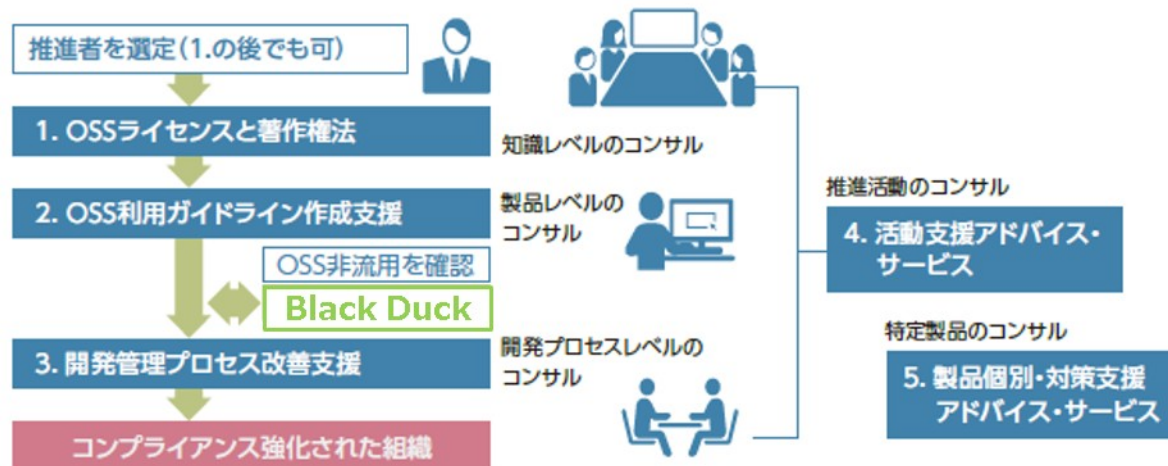 推進者を選定(1.の後でも可)
1. OSSライセンスと著作権法
知識レベルのコンサル
2. OSS利用ガイドライン作成支援
製品レベルの
コンサル
OSS非流用を確認
Black Duck
3. 開発管理プロセス改善支援
開発プロセスレベルの
コンサル
コンプライアンス強化された組織
推進活動のコンサル
4. 活動支援アドバイス・
サービス
特定製品のコンサル
5. 製品個別・対策支援
アドバイス・サービス